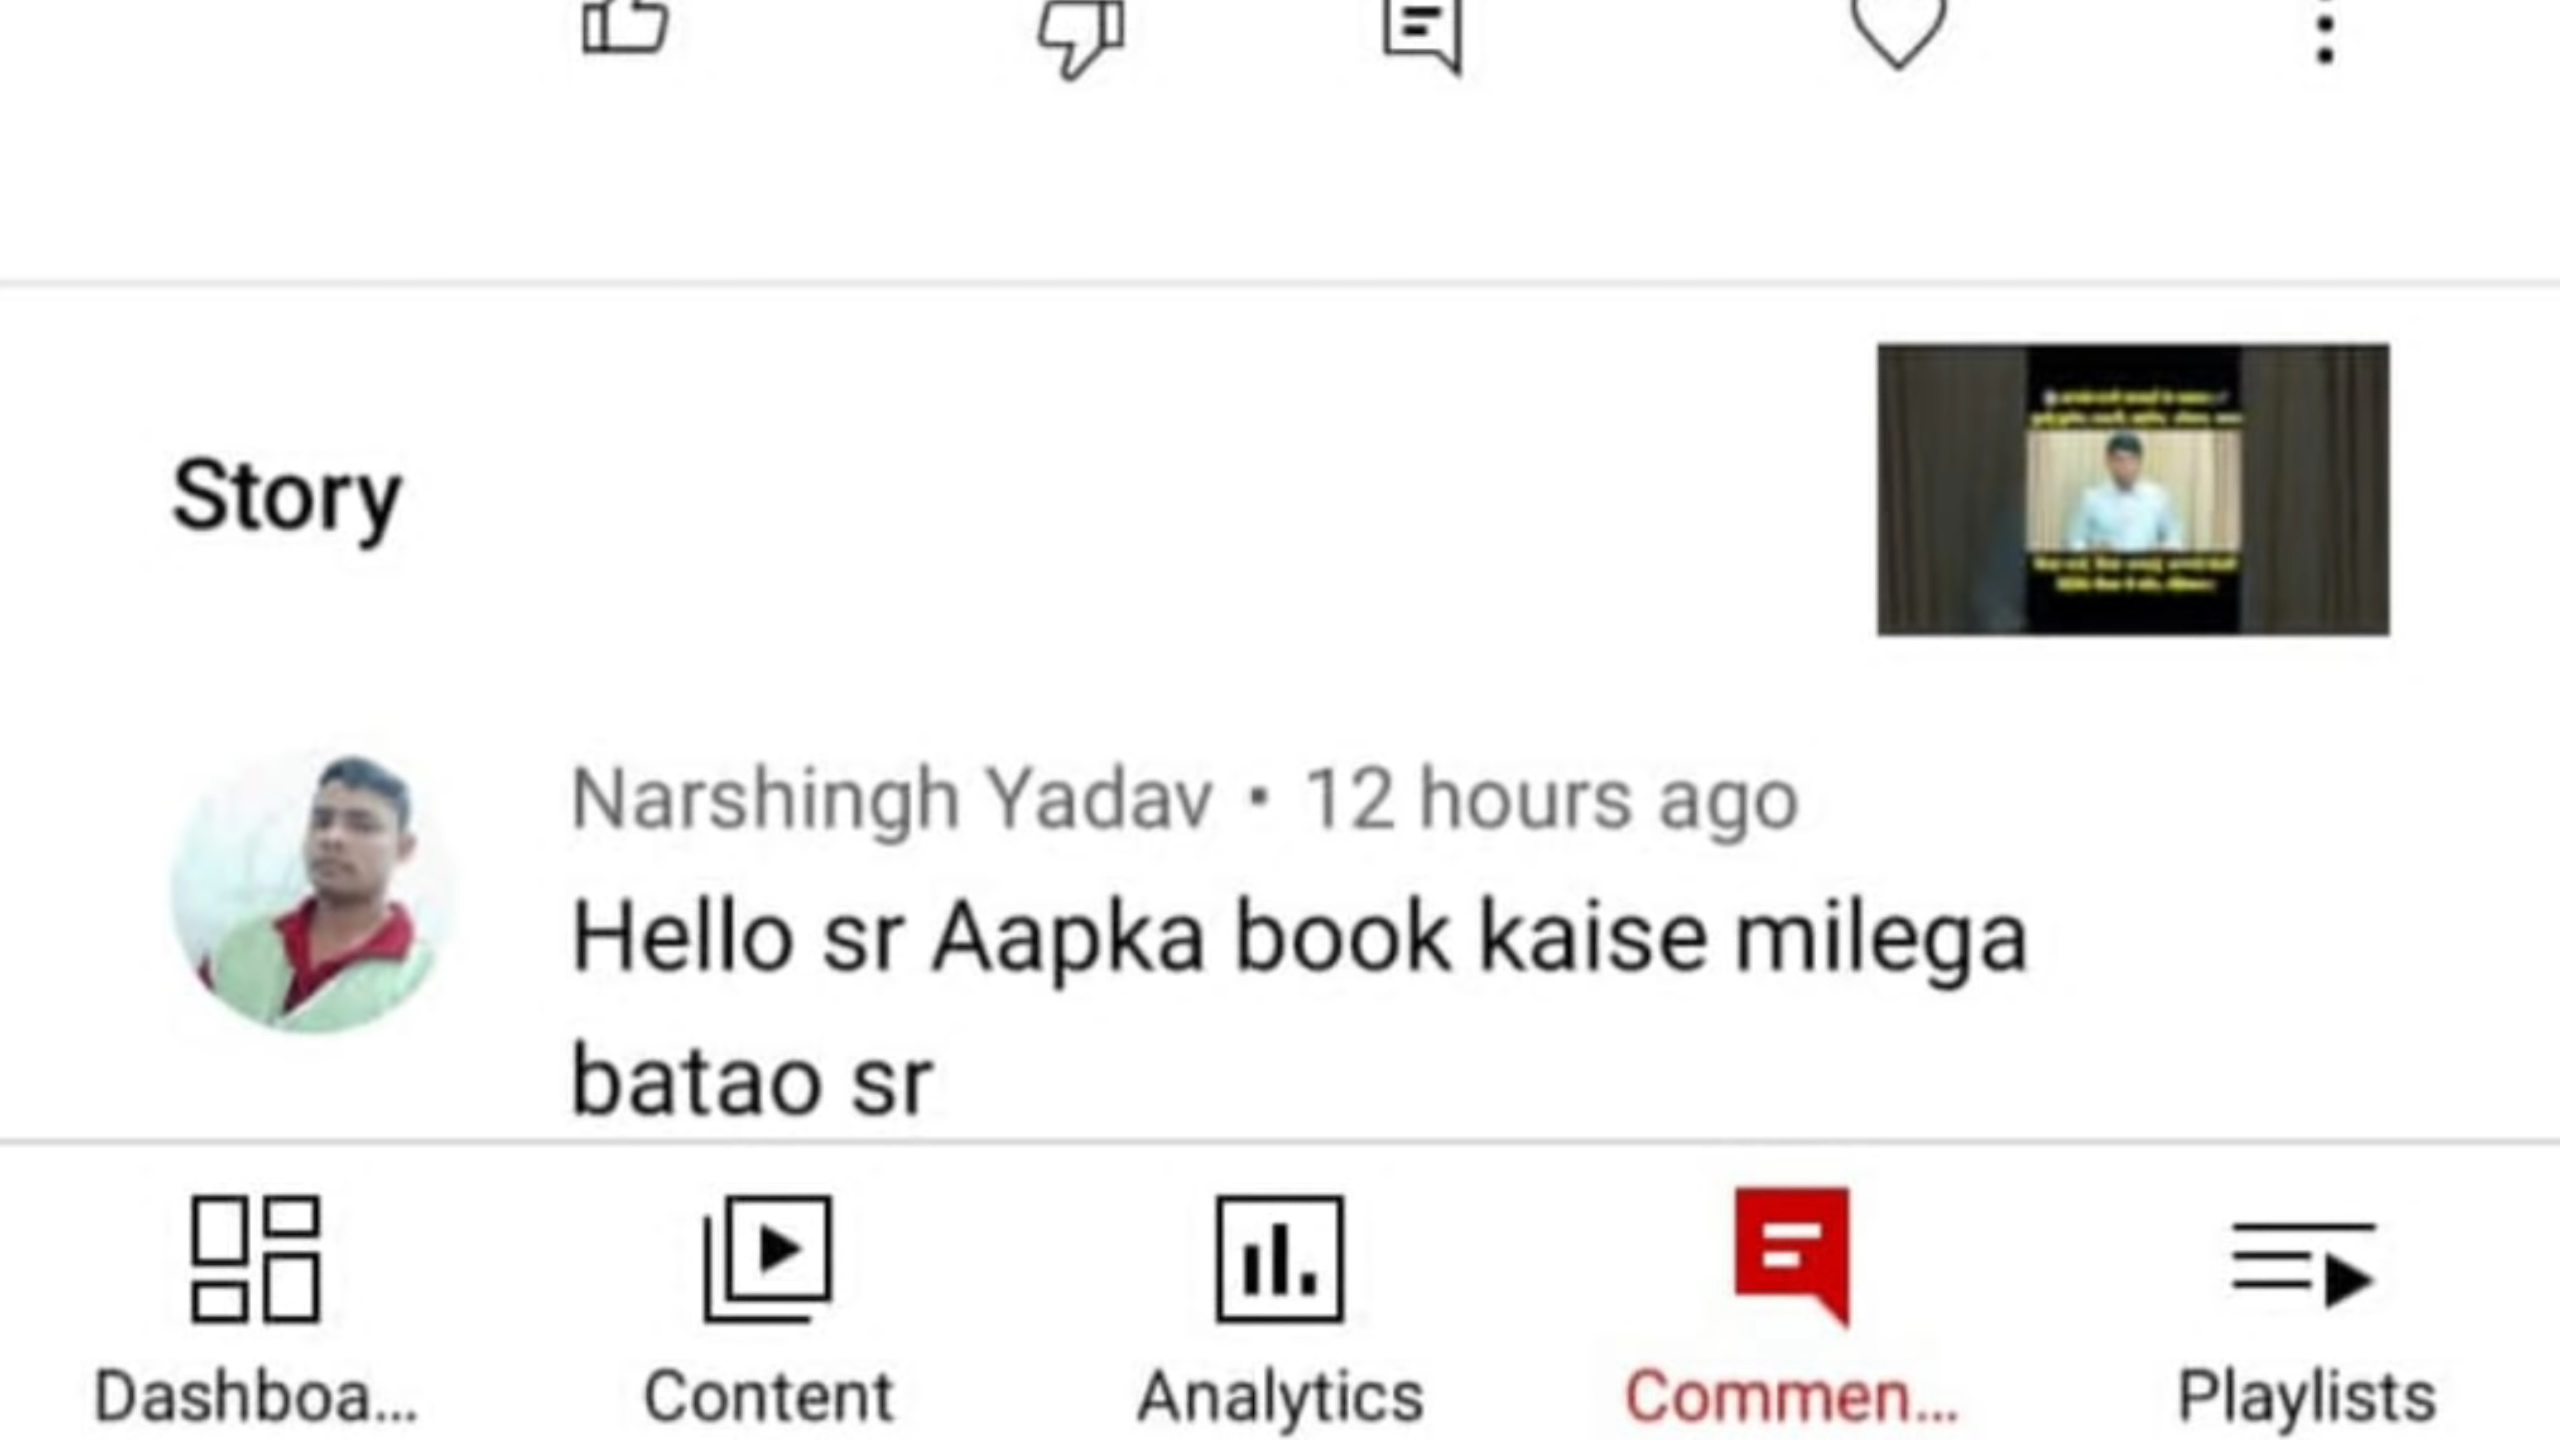 Story
Narshingh Yadav • 12 hours ago
Hello sr Aapka book kaise milega
batao sr
Dashboa...
Content
Analytics
Commen...
Playlists